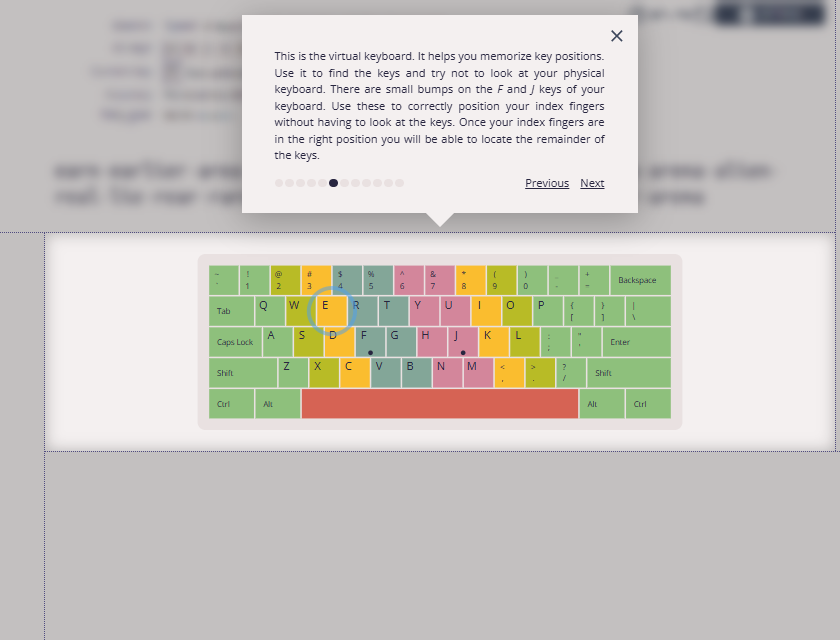 This is the virtual keyboard. It helps you memorize key positions.
Use it to find the keys and try not to look at your physical
keyboard. There are small bumps on the F and J keys of your
keyboard. Use these to correctly position your index fingers
without having to look at the keys. Once your index fingers are
in the right position you will be able to locate the remainder of
the keys.
Previous Next
~ ! @ # $ % ^ & * ( ) _ +
` 1 2 3 4 5 6 7 8 9 0 - = Backspace
Tab Q W E R T Y U I O P { } |
[ ] \
Caps Lock A S D F G H J K L : " Enter
; '
Shift Z X C V B N M < > ? Shift
, . /
Ctrl Alt Alt Ctrl